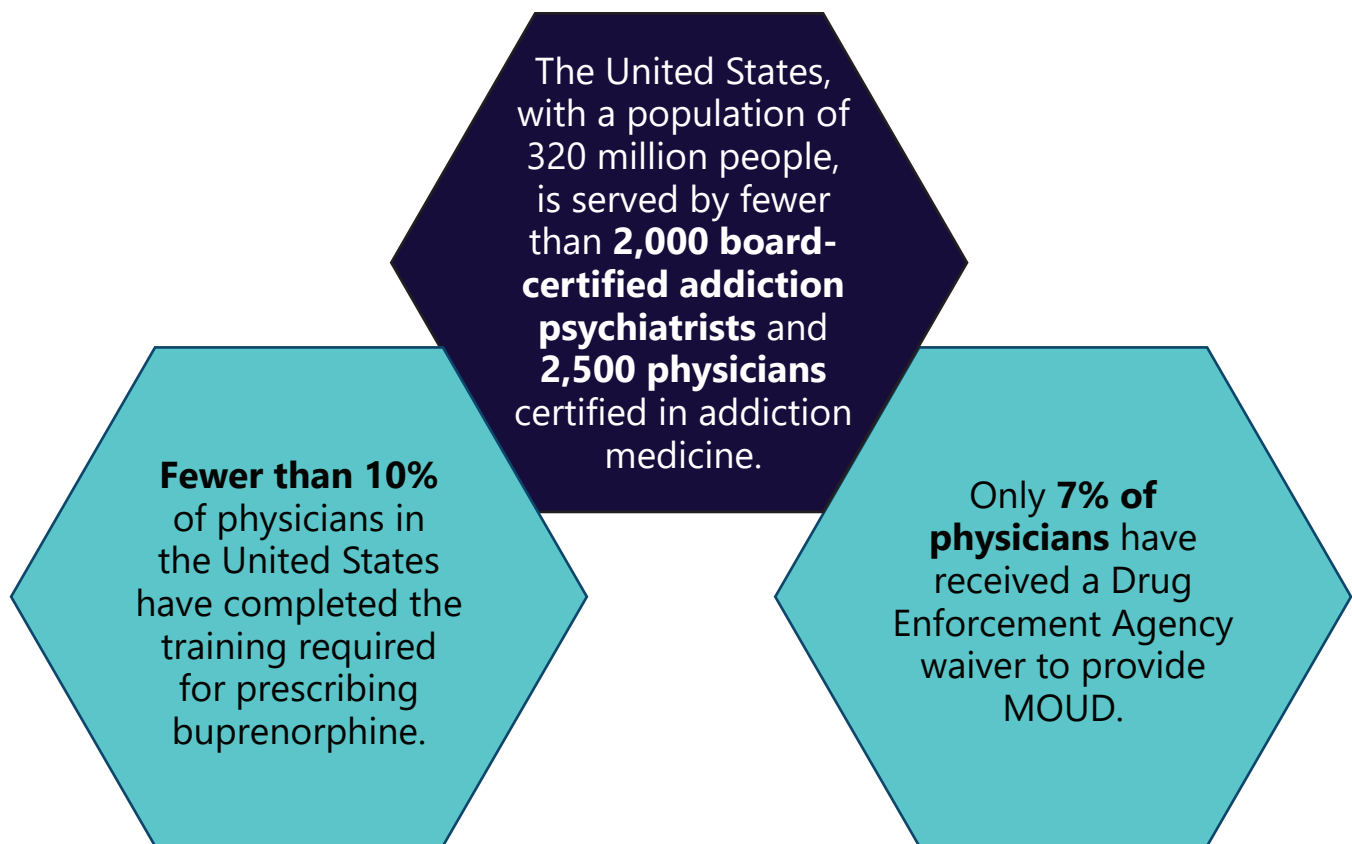 The United States,
with a population of
320 million people,
is served by fewer
than 2,000 board-
certified addiction
psychiatrists and
2,500 physicians
certified in addiction
medicine.
Fewer than 10%
of physicians in
the United States
have completed the
training required
for prescribing
buprenorphine.
Only 7% of
physicians have
received a Drug
Enforcement Agency
waiver to provide
MOUD.